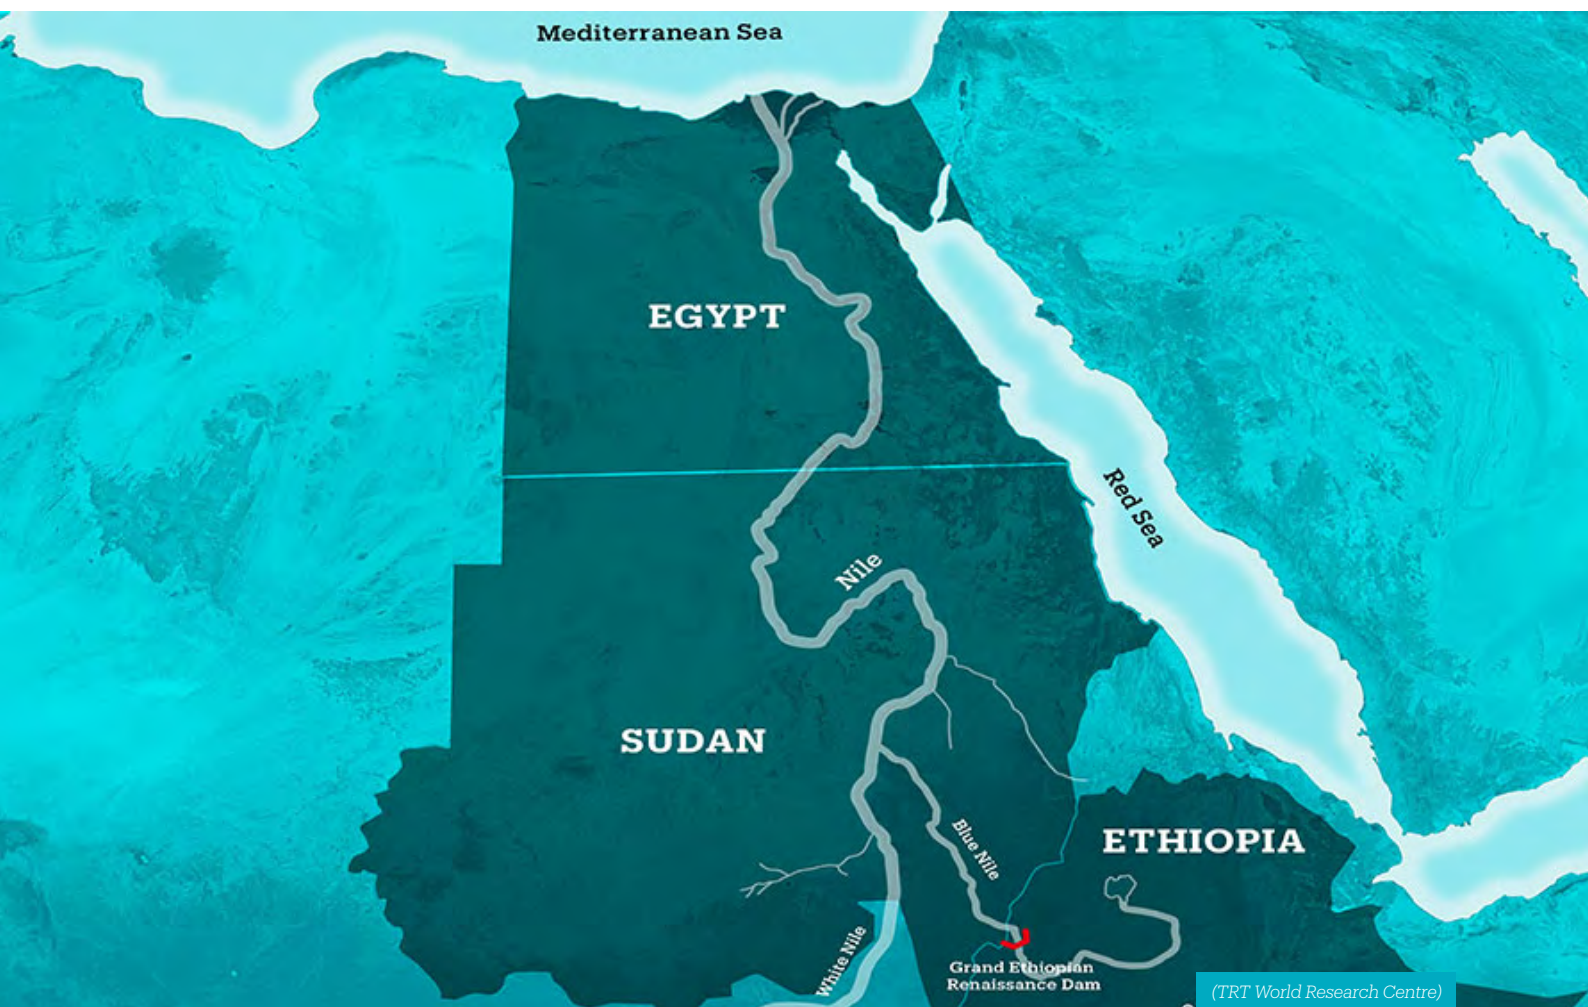 Mediterranean Sea
EGYPT
Red Sea
Nile
SUDAN
Blue Nile
ETHIOPIA
White Nile
Grand Ethiopian
Renaissance Dam
(TRT World Research Centre)